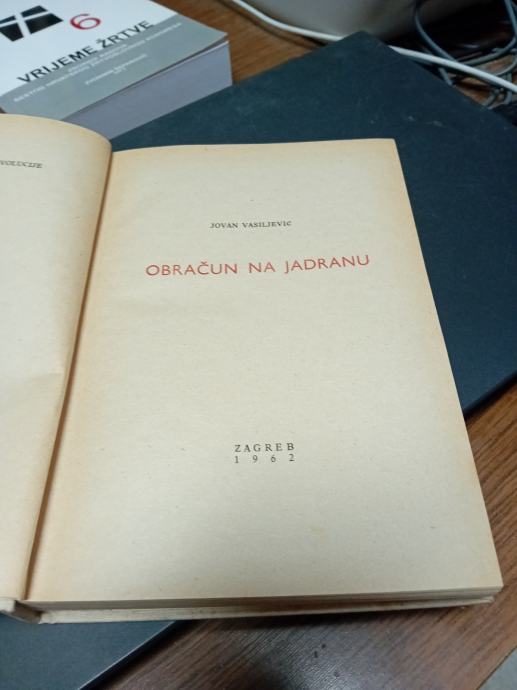 6
VRIJEME ŽRTVE
VOLUCIJE
JOVAN VASILJEVIĆ
OBRAČUN NA JADRANU
ZAGREB
1962